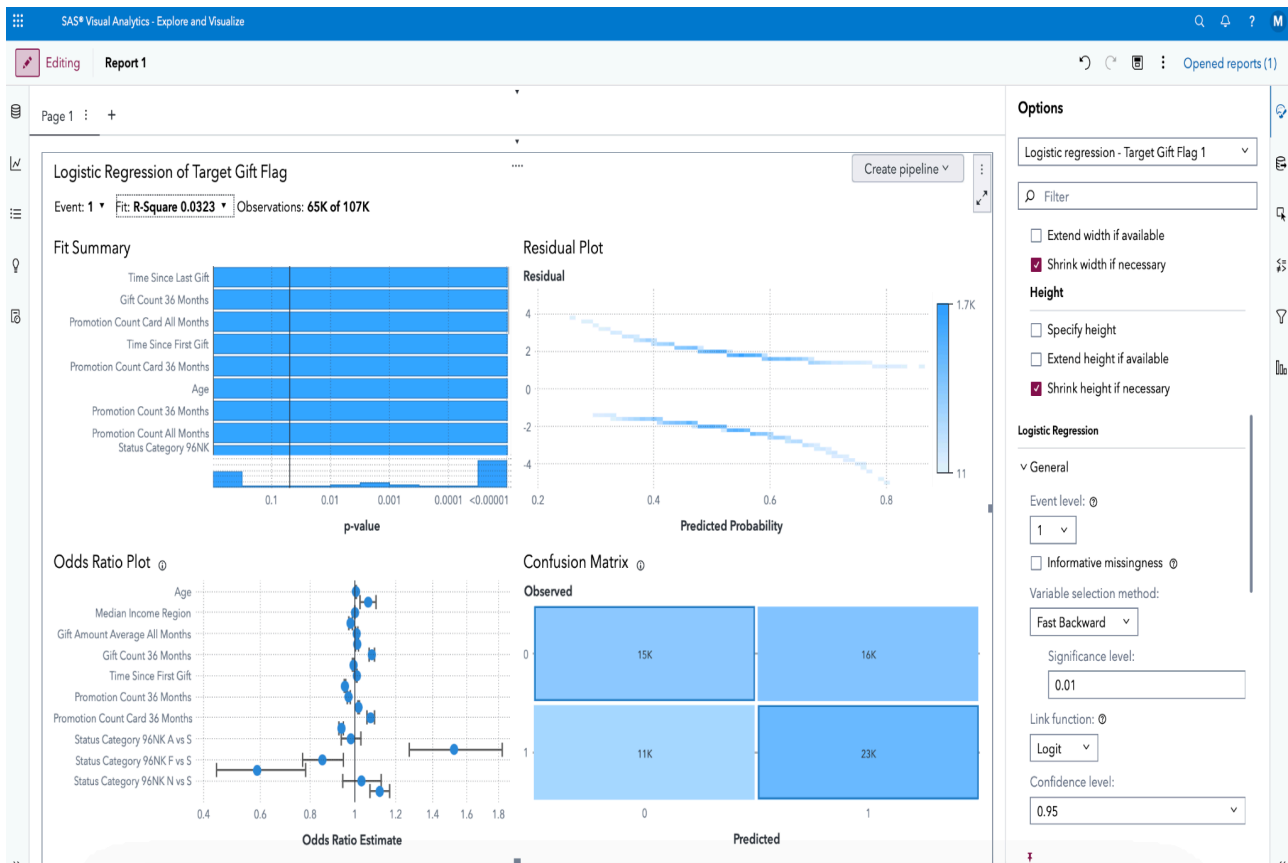 SAS® Visual Analytics - Explore and Visualize
? M
Editing Report 1 Opened reports (1)
Page 1 +
Logistic Regression of Target Gift Flag
Create pipeline
Event: 1 Fit: R-Square 0.0323 Observations: 65K of 107K
Fit Summary
Time Since Last Gift
Gift Count 36 Months
Promotion Count Card All Months
Time Since First Gift
Promotion Count Card 36 Months
Age
Promotion Count 36 Months
Promotion Count All Months
Status Category 96NK
0.1 0.01 0.001 0.0001 <0.00001
p-value
Residual Plot
Residual
4
2
0
-2
-4
0.2 0.4 0.6 0.8
Predicted Probability
1.7K
11
Odds Ratio Plot
Age
Median Income Region
Gift Amount Average All Months
Gift Count 36 Months
Time Since First Gift
Promotion Count 36 Months
Promotion Count Card 36 Months
Status Category 96NK A vs S
Status Category 96NK F vs S
Status Category 96NK N vs S
0.4 0.6 0.8 1 1.2 1.4 1.6 1.8
Odds Ratio Estimate
Confusion Matrix
Observed
0 15K 16K
1 11K 23K
0 1
Predicted
Options
Logistic regression - Target Gift Flag 1
Filter
Extend width if available
Shrink width if necessary
Height
Specify height
Extend height if available
Shrink height if necessary
Logistic Regression
General
Event level:
1
Informative missingness
Variable selection method:
Fast Backward
Significance level:
0.01
Link function:
Logit
Confidence level:
0.95